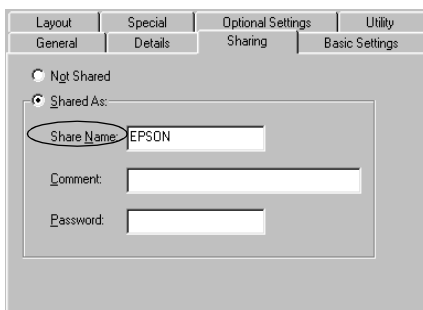 Layout Special Optional Settings Utility
General Details Sharing Basic Settings
Not Shared
Shared As:
Share Name: EPSON
Comment:
Password: